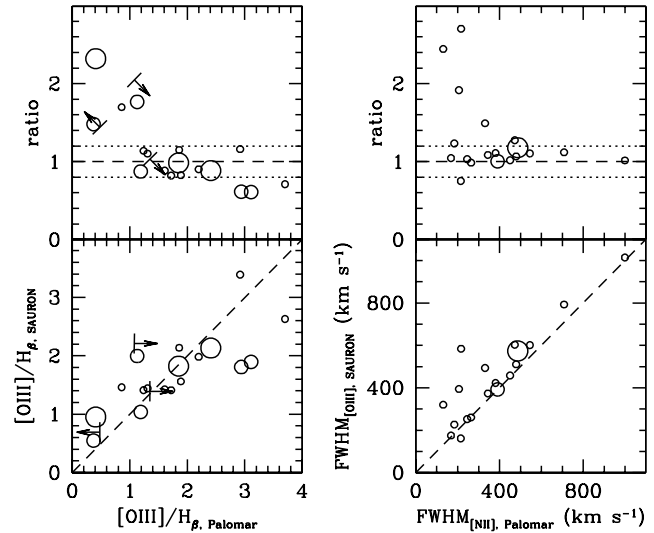 ratio
2
1
0
ratio
2
1
0
[OIII]/Hβ, SAURON
3
2
1
0
0 1 2 3 4
[OIII]/Hβ, Palomar
FWHM[OIII], SAURON (km s−1)
800
400
0
0 400 800
FWHM[NII], Palomar (km s−1)